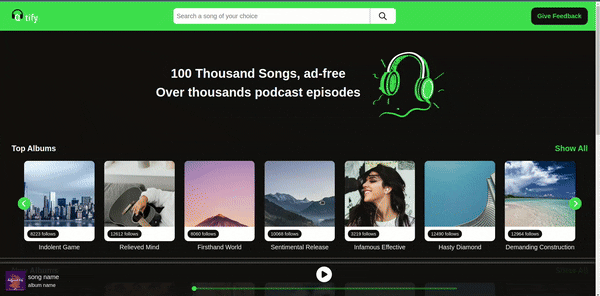 tify
Search a song of your choice
Give Feedback
100 Thousand Songs, ad-free
Over thousands podcast episodes
Top Albums
Show All
8223 follows
12612 follows
8060 follows
10068 follows
3219 follows
12490 follows
12964 follows
Indolent Game
Relieved Mind
Firsthand World
Sentimental Release
Infamous Effective
Hasty Diamond
Demanding Construction
Albums
Show All
song name
album name